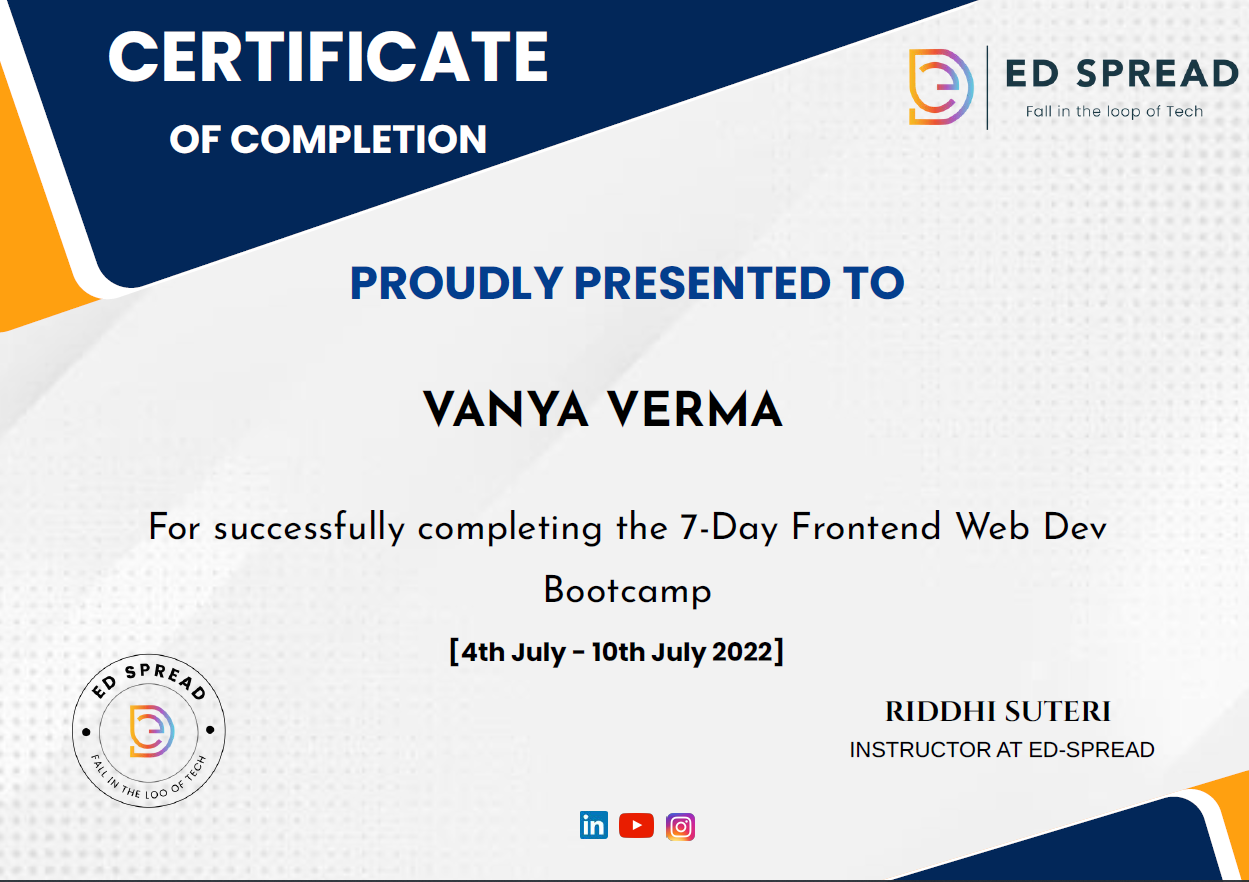 CERTIFICATE
OF COMPLETION
ED SPREAD
Fall in the loop of Tech
PROUDLY PRESENTED TO
VANYA VERMA
For successfully completing the 7-Day Frontend Web Dev
Bootcamp
[4th July - 10th July 2022]
ED SPREAD
FALL IN THE LOO OF TECH
RIDDHI SUTERI
INSTRUCTOR AT ED-SPREAD
in